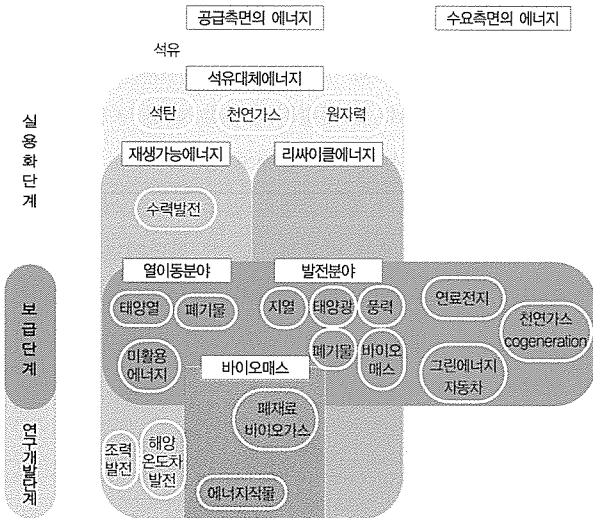 공급측면의 에너지
수요측면의 에너지
석유
석유대체에너지
석탄
천연가스
원자력
실용화단계
재생가능에너지
리싸이클에너지
수력발전
보급단계
열이동분야
발전분야
태양열
폐기물
지열
태양광
풍력
연료전지
천연가스
cogeneration
미활용
에너지
폐기물
바이오
매스
그린에너지
자동차
바이오매스
폐재료
바이오가스
연구개발단계
조력
발전
해양
온도차
발전
에너지작물